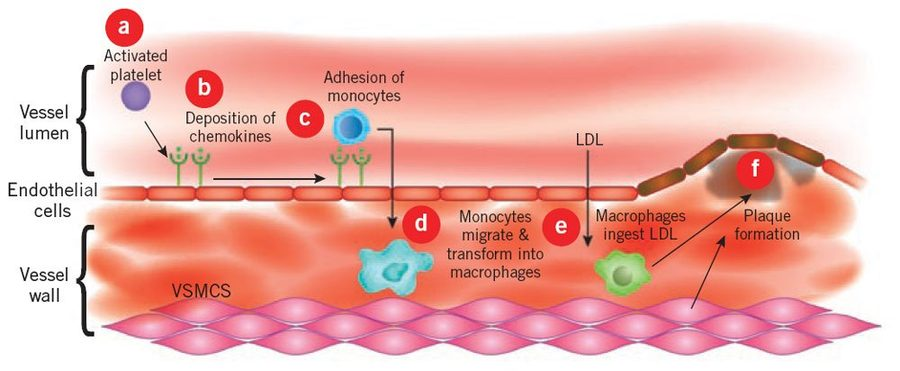 a
Activated
platelet
b
Deposition of
chemokines
c
Adhesion of
monocytes
Vessel
lumen
LDL
f
Endothelial
cells
d
Monocytes
migrate &
transform into
macrophages
e
Macrophages
ingest LDL
Plaque
formation
Vessel
wall
VSMCS